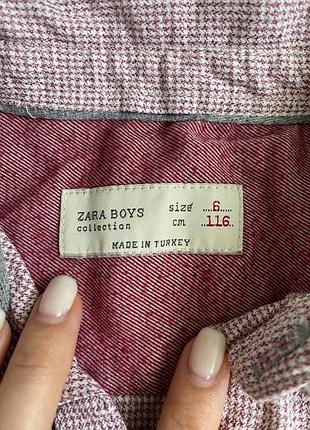 ZARA BOYS size 6
collection cm 116
MADE IN TURKEY